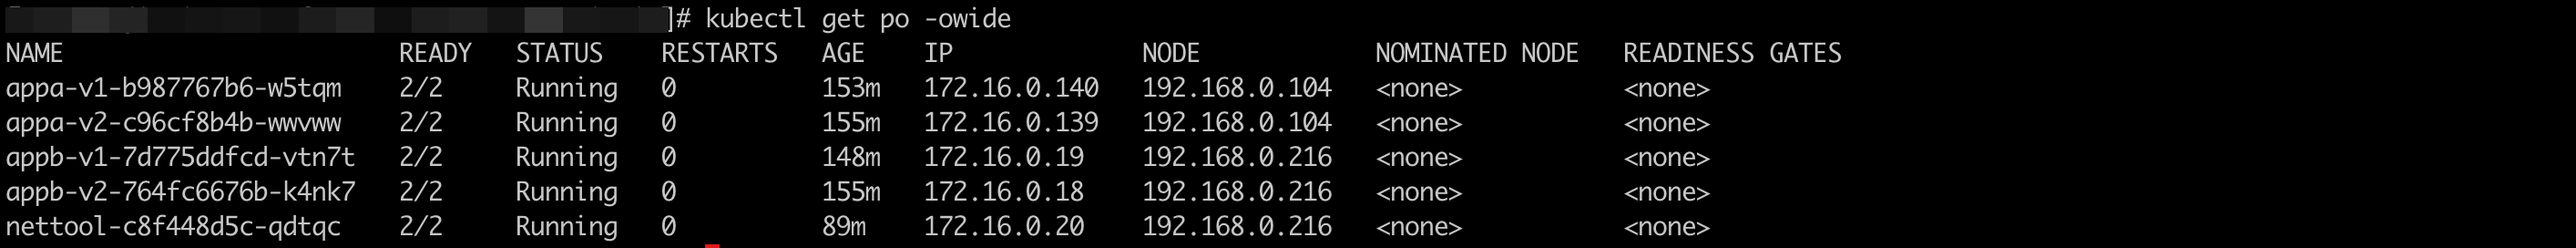 ]# kubectl get po -owide
NAME READY STATUS RESTARTS AGE IP NODE NOMINATED NODE READINESS GATES
appa-v1-b987767b6-w5tqm 2/2 Running 0 153m 172.16.0.140 192.168.0.104 <none> <none>
appa-v2-c96cf8b4b-wwvww 2/2 Running 0 155m 172.16.0.139 192.168.0.104 <none> <none>
appb-v1-7d775ddfcd-vtn7t 2/2 Running 0 148m 172.16.0.19 192.168.0.216 <none> <none>
appb-v2-764fc6676b-k4nk7 2/2 Running 0 155m 172.16.0.18 192.168.0.216 <none> <none>
nettool-c8f448d5c-qdtqc 2/2 Running 0 89m 172.16.0.20 192.168.0.216 <none> <none>